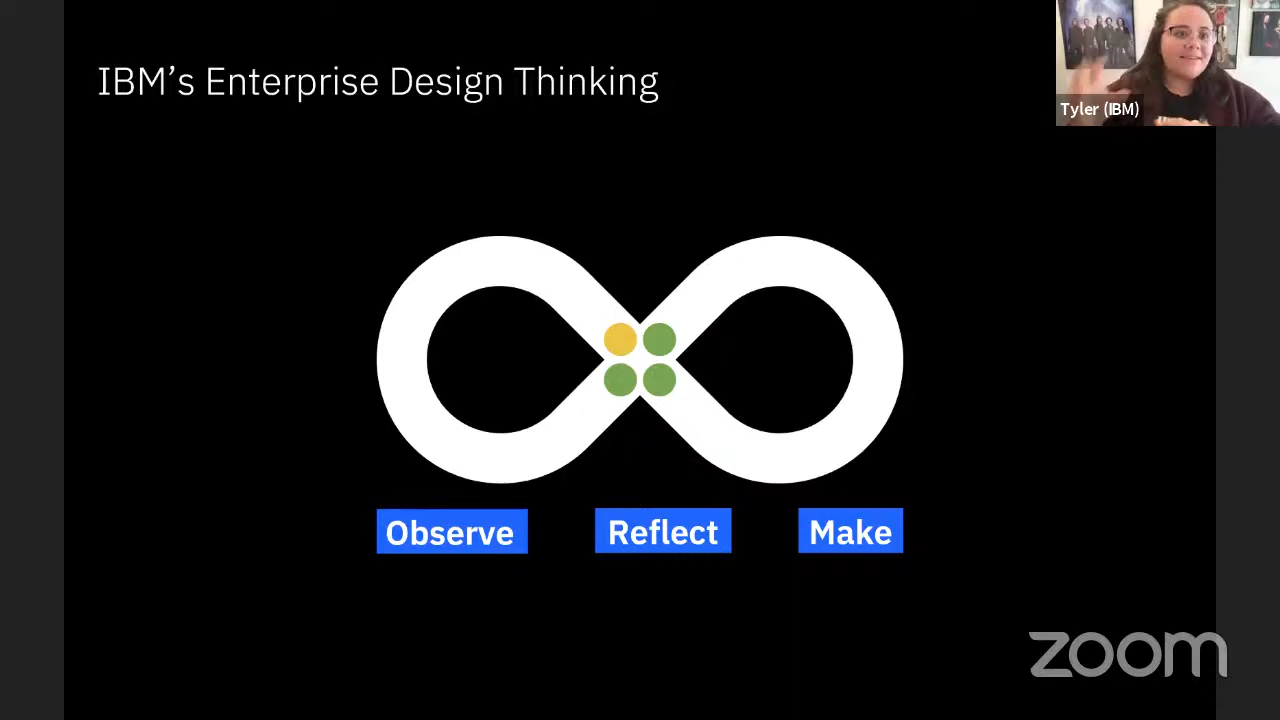 IBM’s Enterprise Design Thinking
Tyler (IBM)
Observe
Reflect
Make
zoom